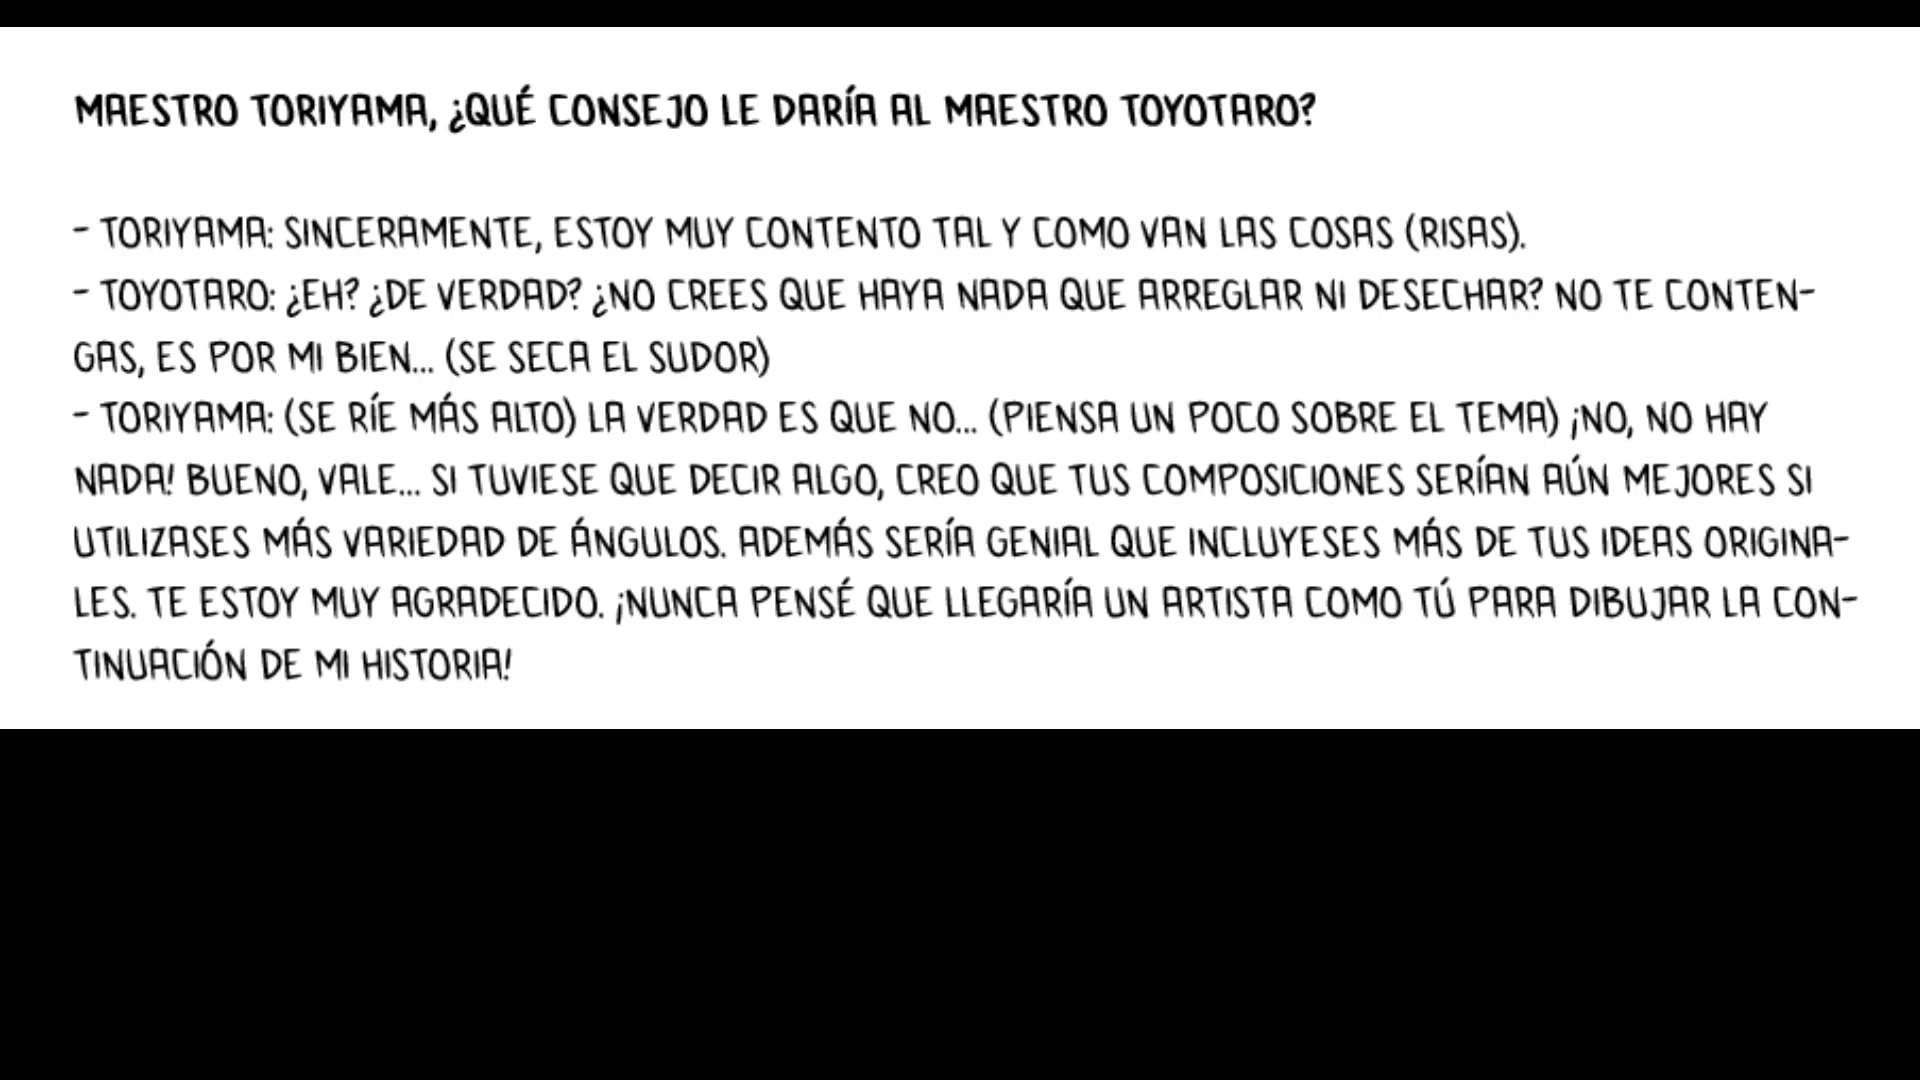 MAESTRO TORIYAMA, ¿QUÉ CONSEJO LE DARÍA AL MAESTRO TOYOTARO?
- TORIYAMA: SINCERAMENTE, ESTOY MUY CONTENTO TAL Y COMO VAN LAS COSAS (RISAS).
- TOYOTARO: ¿EH? ¿DE VERDAD? ¿NO CREES QUE HAYA NADA QUE ARREGLAR NI DESECHAR? NO TE CONTEN-
GAS, ES POR MI BIEN... (SE SECA EL SUDOR)
- TORIYAMA: (SE RÍE MÁS ALTO) LA VERDAD ES QUE NO... (PIENSA UN POCO SOBRE EL TEMA) ¡NO, NO HAY
NADA! BUENO, VALE... SI TUVIESE QUE DECIR ALGO, CREO QUE TUS COMPOSICIONES SERÍAN AÚN MEJORES SI
UTILIZASES MÁS VARIEDAD DE ÁNGULOS. ADEMÁS SERÍA GENIAL QUE INCLUYESES MÁS DE TUS IDEAS ORIGINA-
LES. TE ESTOY MUY AGRADECIDO. ¡NUNCA PENSÉ QUE LLEGARÍA UN ARTISTA COMO TÚ PARA DIBUJAR LA CON-
TINUACIÓN DE MI HISTORIA!